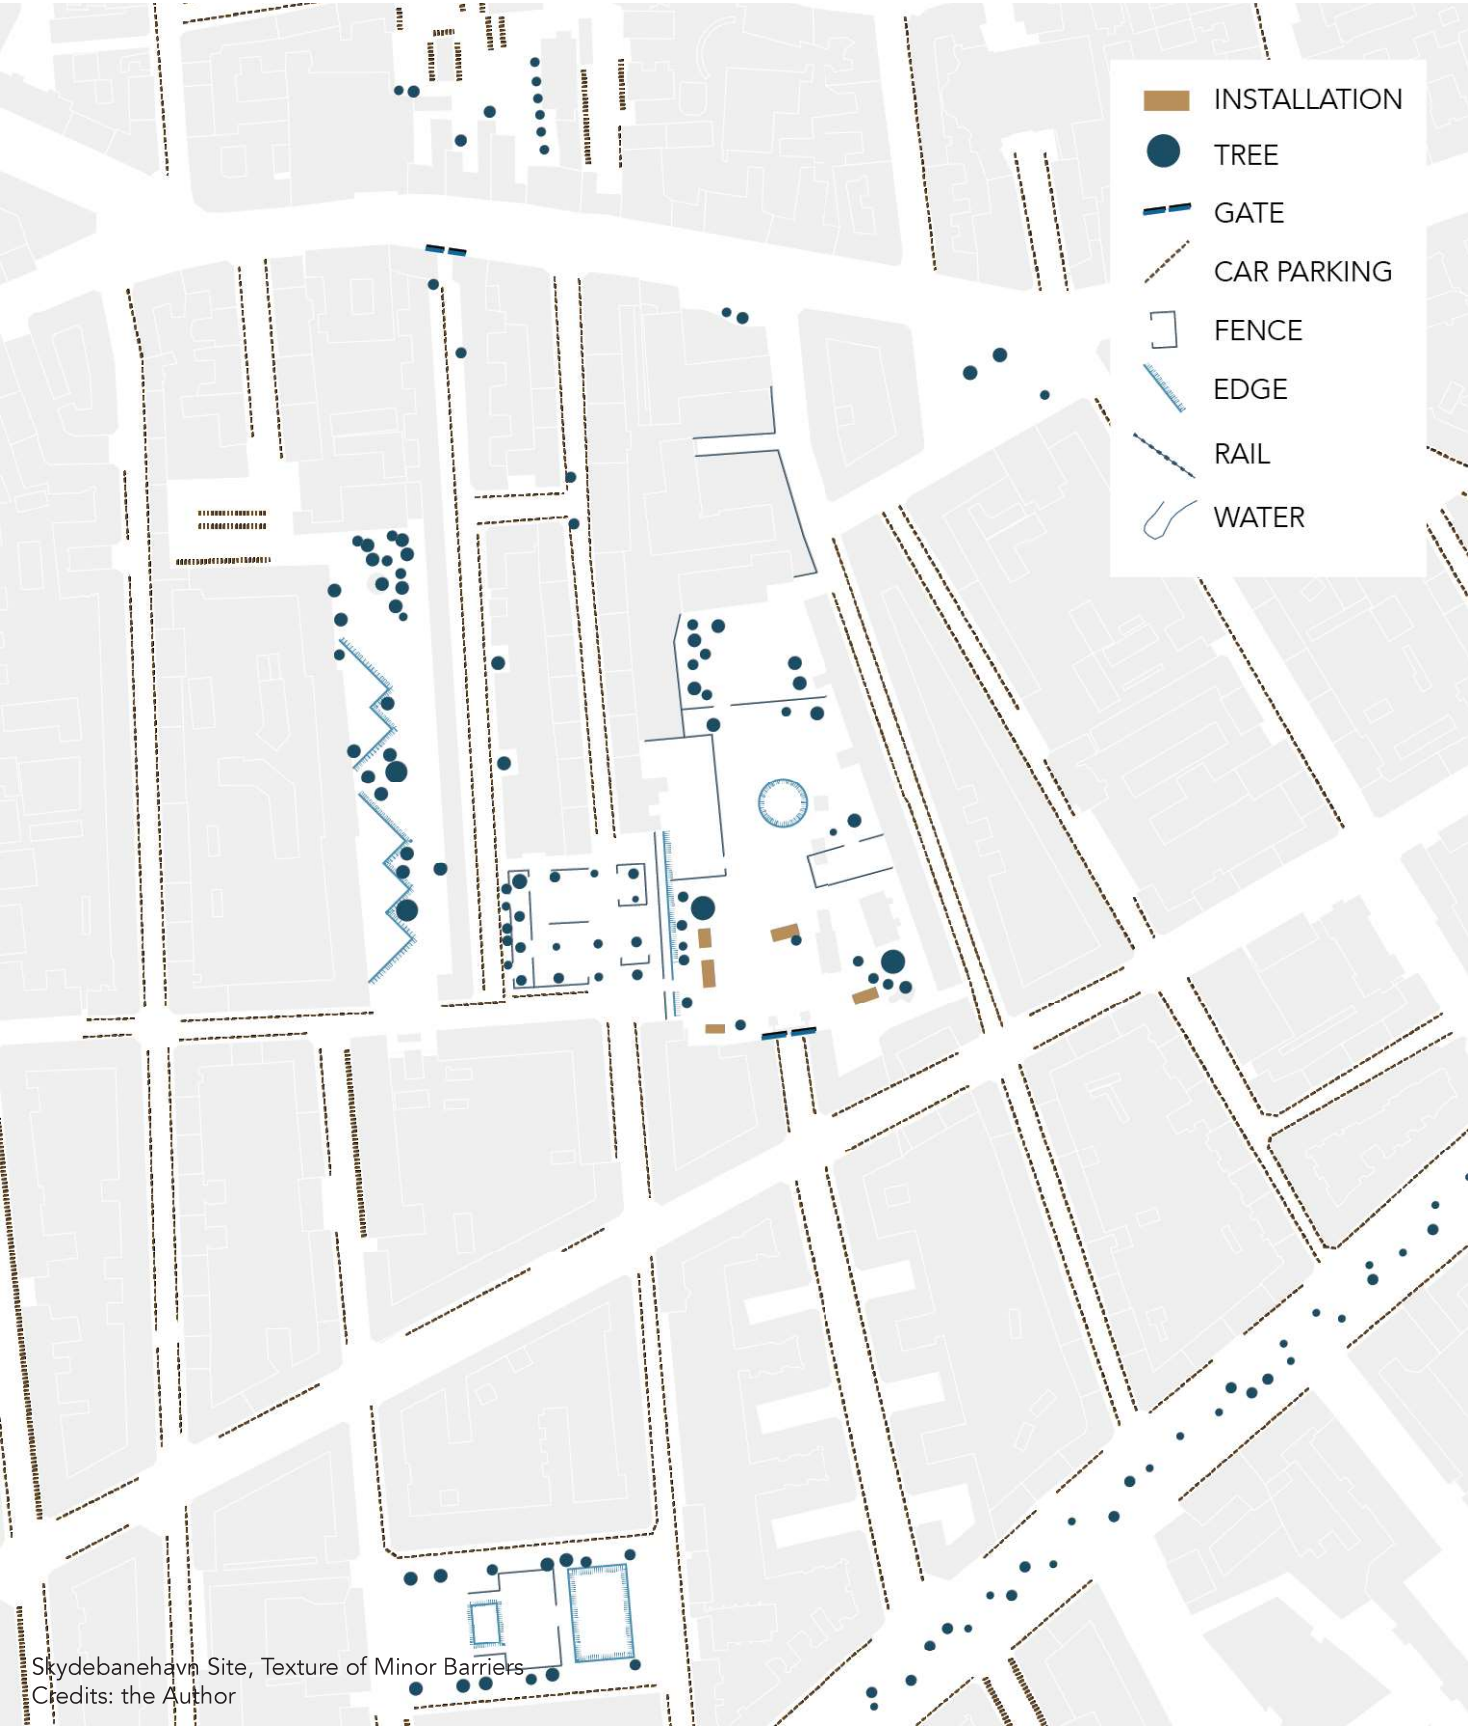 INSTALLATION
TREE
GATE
CAR PARKING
FENCE
EDGE
RAIL
WATER
Skydebanehavn Site, Texture of Minor Barriers
Credits: the Author